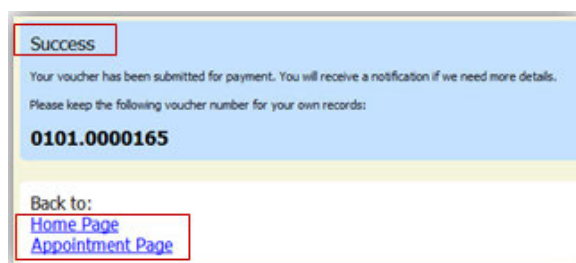 Success
Your voucher has been submitted for payment. You will receive a notification if we need more details.
Please keep the following voucher number for your own records:
0101.0000165
Back to:
Home Page
Appointment Page